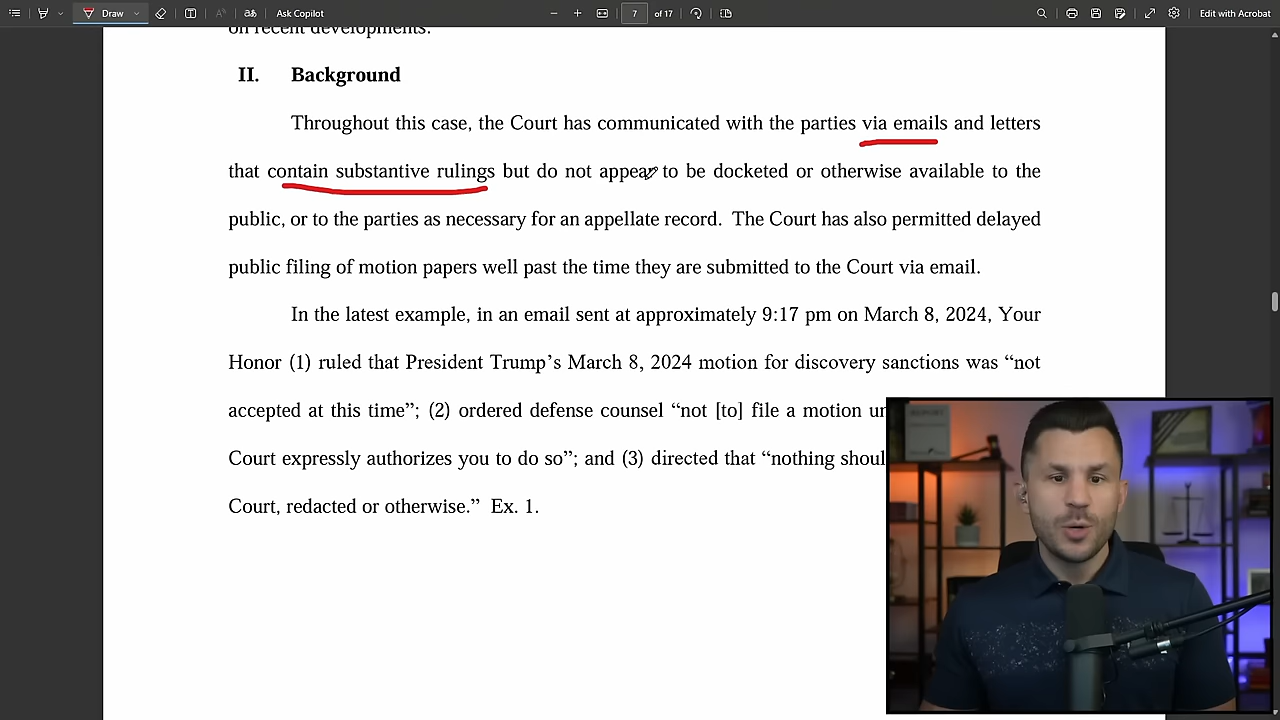 Draw
Ask Copilot
7 of 17
Edit with Acrobat
on recent developments.
II. Background
Throughout this case, the Court has communicated with the parties via emails and letters
that contain substantive rulings but do not appear to be docketed or otherwise available to the
public, or to the parties as necessary for an appellate record. The Court has also permitted delayed
public filing of motion papers well past the time they are submitted to the Court via email.
In the latest example, in an email sent at approximately 9:17 pm on March 8, 2024, Your
Honor (1) ruled that President Trump’s March 8, 2024 motion for discovery sanctions was “not
accepted at this time”; (2) ordered defense counsel “not [to] file a motion
Court expressly authorizes you to do so”; and (3) directed that “nothing
Court, redacted or otherwise.” Ex. 1.